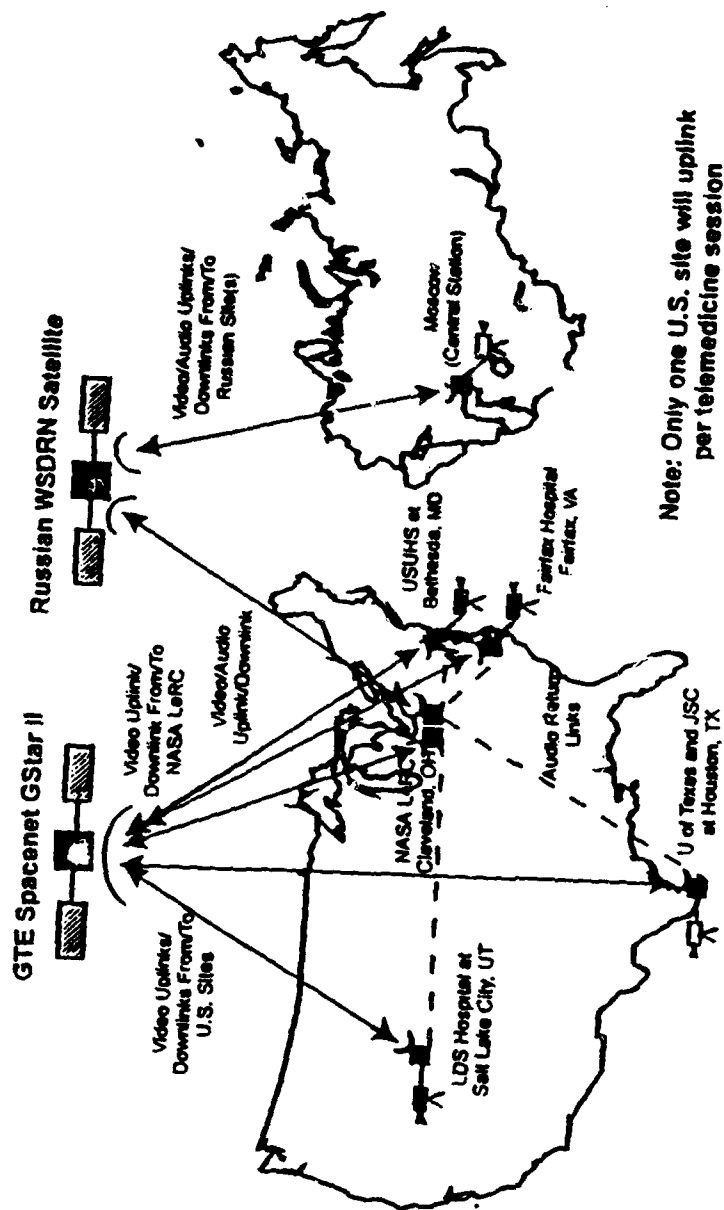 GTE Spacenet GStar II
Russian WSDRN Satellite
Video Uplinks/
Downlinks From/To
U.S. Sites
Video Uplink/
Downlink From/To
NASA LeRC
Video/Audio
Uplink/Downlink
Video/Audio Uplinks/
Downlinks From/To
Russian Site(s)
LDS Hospital at
Salt Lake City, UT
NASA LeRC
Cleveland, OH
USUHS at
Bethesda, MD
Fairfax Hospital
Fairfax, VA
/Audio Return
Links
U of Texas and JSC
at Houston, TX
Moscow
(Central Station)
Note: Only one U.S. site will uplink
per telemedicine session